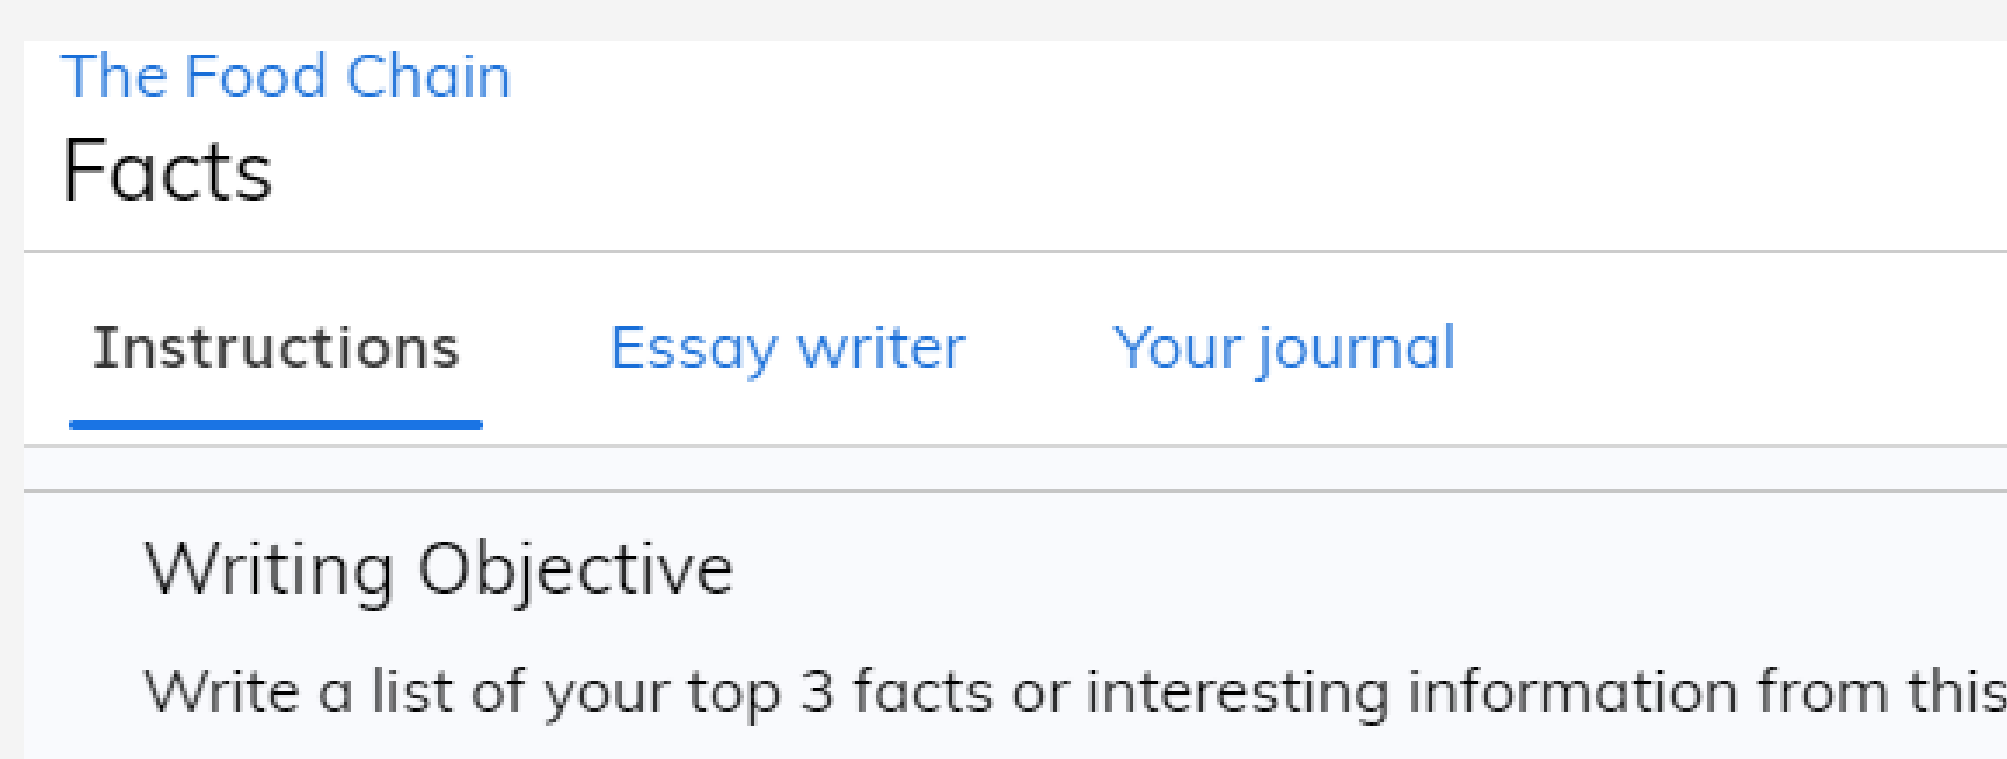 The Food Chain
Facts
Instructions Essay writer Your journal
Writing Objective
Write a list of your top 3 facts or interesting information from this